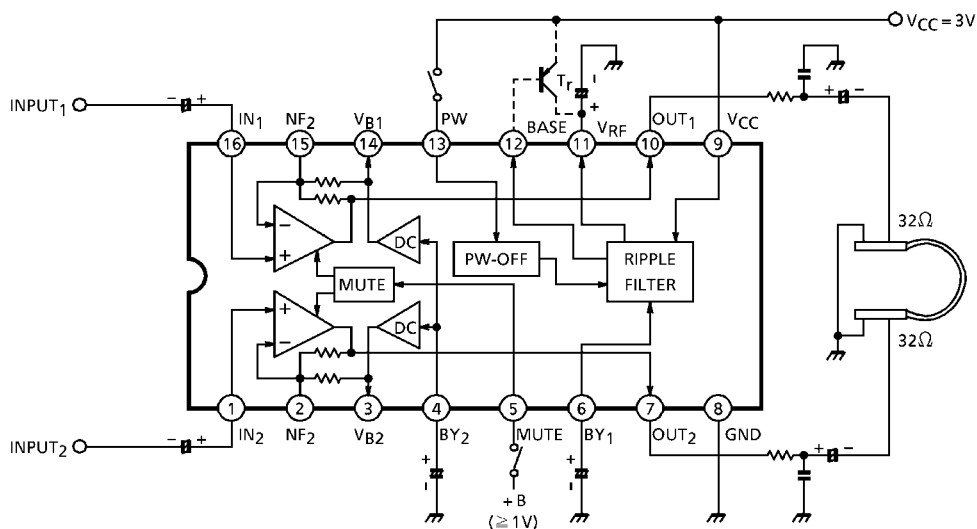 V_CC = 3V
INPUT₁
− +
IN₁
NF₂
V_B1
PW
BASE
T_r
−
+
V_RF
OUT₁
V_CC
+ −
16
15
14
13
12
11
10
9
−
+
DC
PW-OFF
RIPPLE
FILTER
MUTE
+
−
DC
32Ω
32Ω
1
2
3
4
5
6
7
8
IN₂
NF₂
V_B2
BY₂
MUTE
BY₁
OUT₂
GND
INPUT₂
− +
+
−
+ B
(≧ 1V)
+
−
+ −